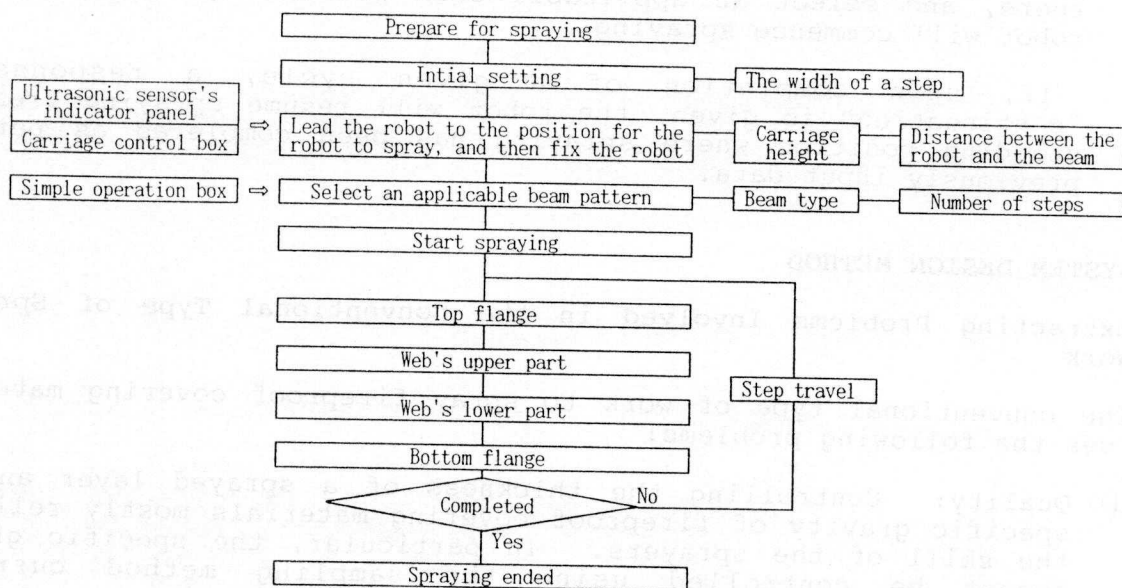 Prepare for spraying
Intial setting
The width of a step
Ultrasonic sensor's
indicator panel
Carriage control box
⇨
Lead the robot to the position for the
robot to spray, and then fix the robot
Carriage
height
Distance between the
robot and the beam
Simple operation box
⇨
Select an applicable beam pattern
Beam type
Number of steps
Start spraying
Top flange
Web's upper part
Step travel
Web's lower part
Bottom flange
Completed
No
Yes
Spraying ended